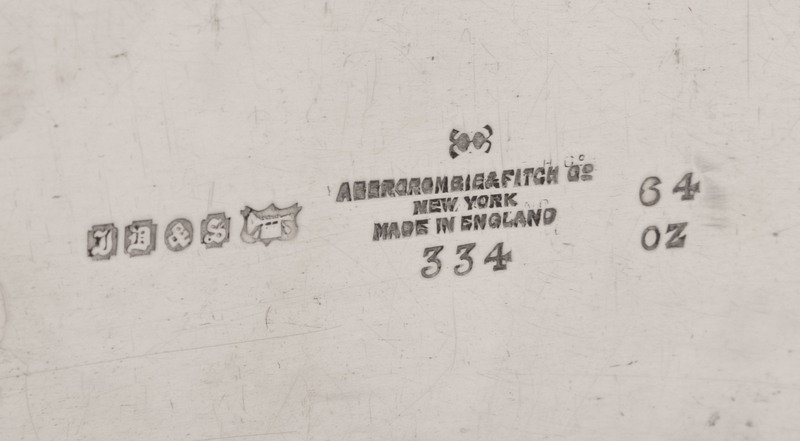 J D & S
ABERCROMBIE & FITCH Co
NEW YORK
MADE IN ENGLAND
334
64
OZ